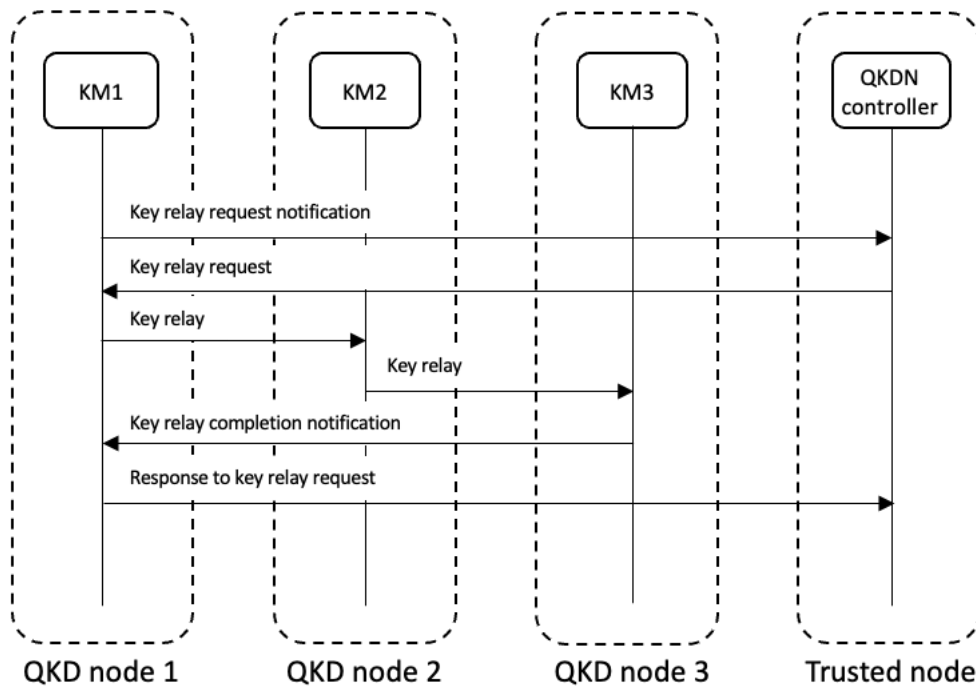 KM1
KM2
KM3
QKDN
controller
Key relay request notification
Key relay request
Key relay
Key relay
Key relay completion notification
Response to key relay request
QKD node 1
QKD node 2
QKD node 3
Trusted node